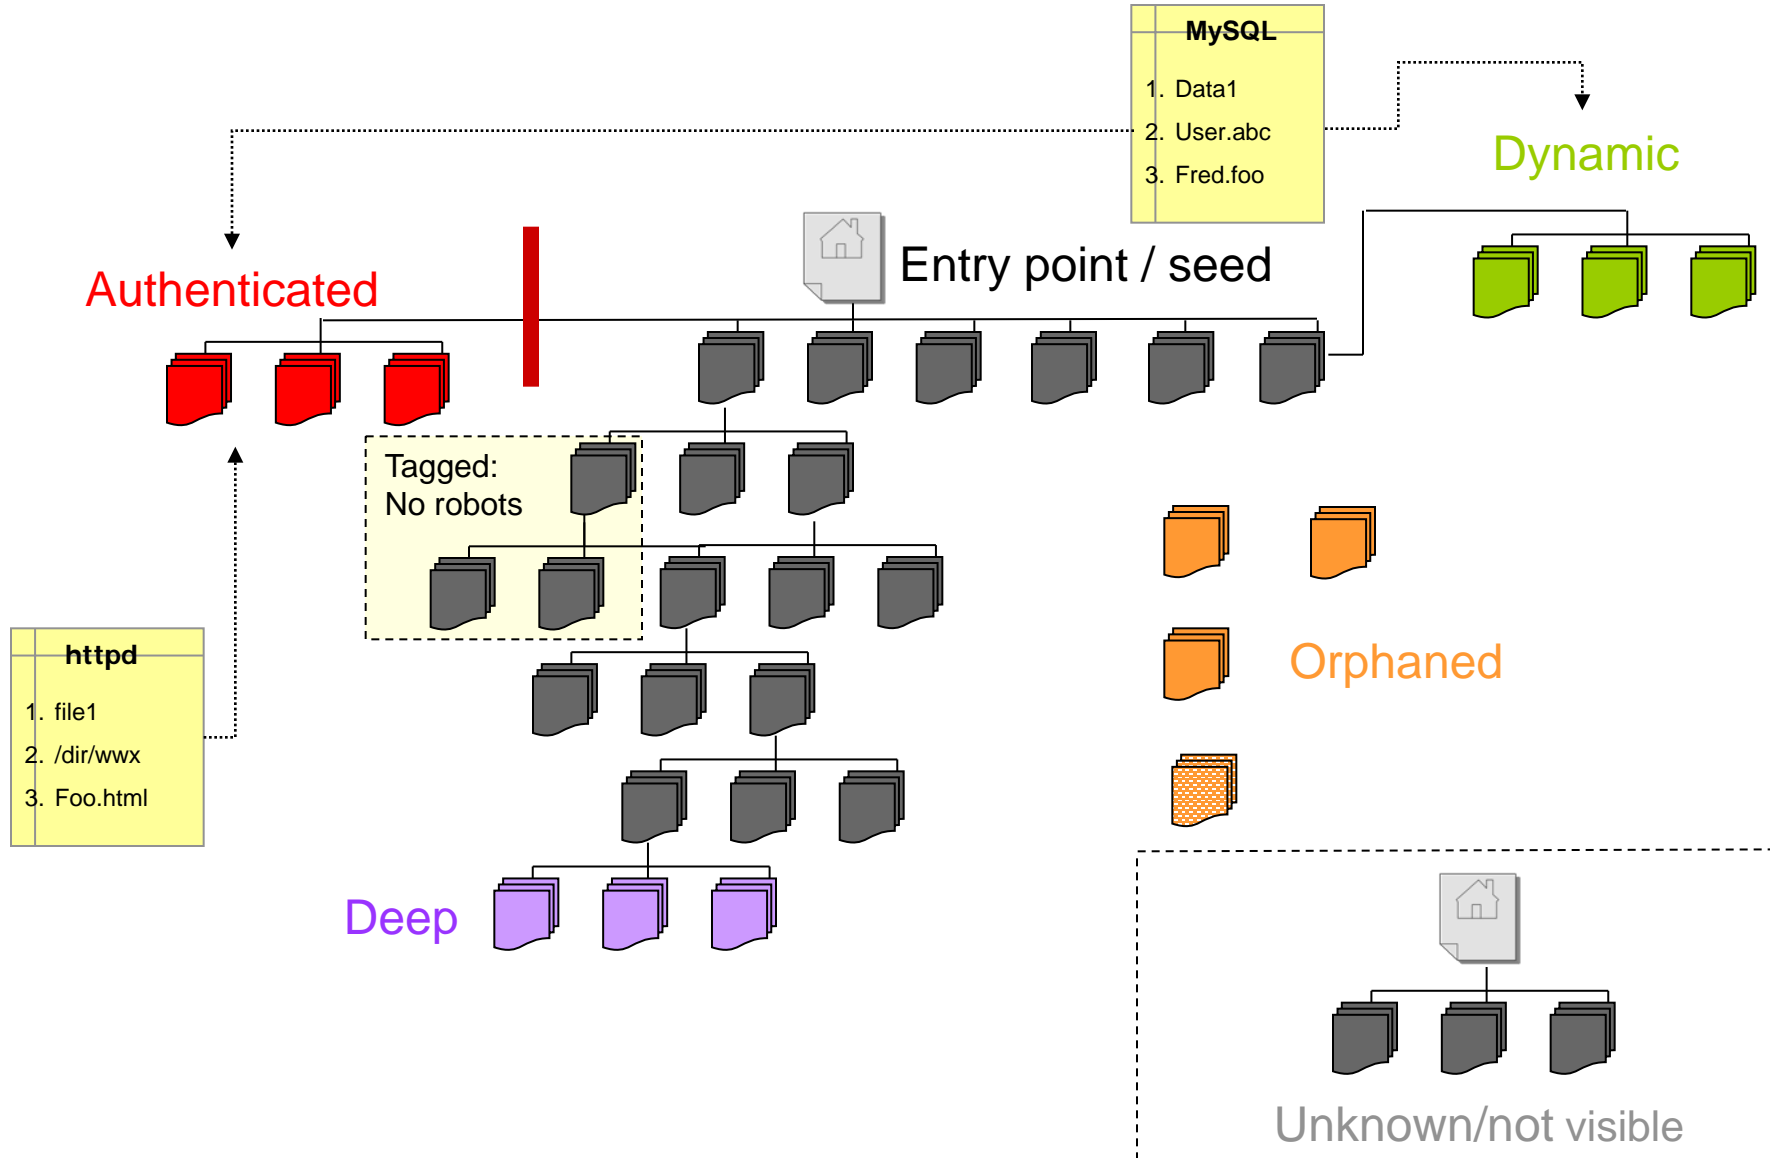 MySQL
1. Data1
2. User.abc
3. Fred.foo
Dynamic
Entry point / seed
Authenticated
Tagged:
No robots
httpd
1. file1
2. /dir/wwx
3. Foo.html
Orphaned
Deep
Unknown/not visible